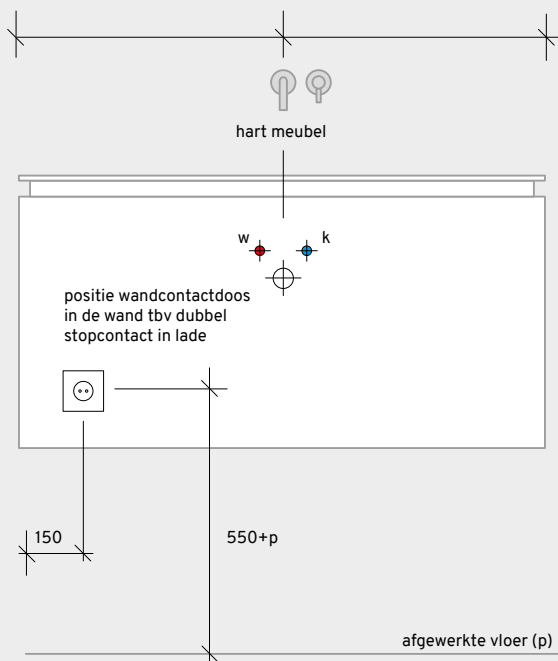 hart meubel
w k
positie wandcontactdoos
in de wand tbv dubbel
stopcontact in lade
150 550+p
afgewerkte vloer (p)